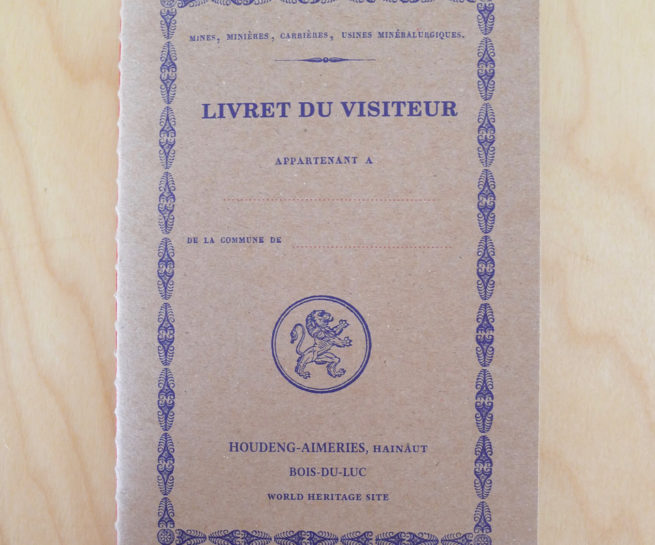 MINES, MINIÈRES, CARRIÈRES, USINES MINÉRALURGIQUES.
LIVRET DU VISITEUR
APPARTENANT A
DE LA COMMUNE DE
HOUDENG-AIMERIES, HAINÄUT
BOIS-DU-LUC
WORLD HERITAGE SITE